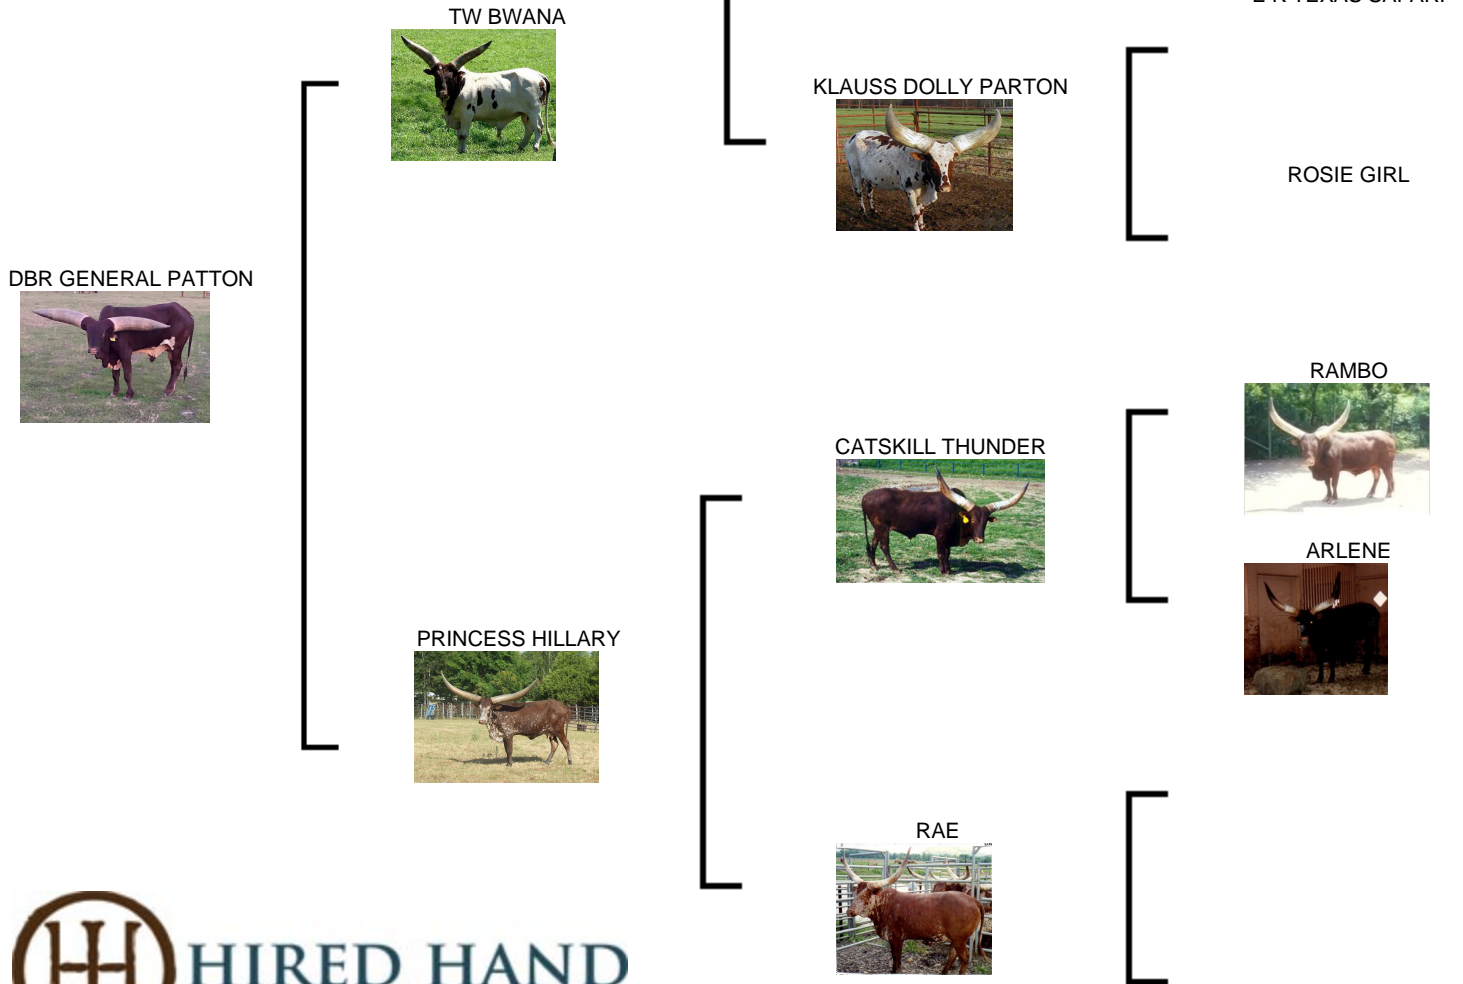 TW BWANA
KLAUSS DOLLY PARTON
ROSIE GIRL
DBR GENERAL PATTON
RAMBO
CATSKILL THUNDER
ARLENE
PRINCESS HILLARY
RAE
HIRED HAND